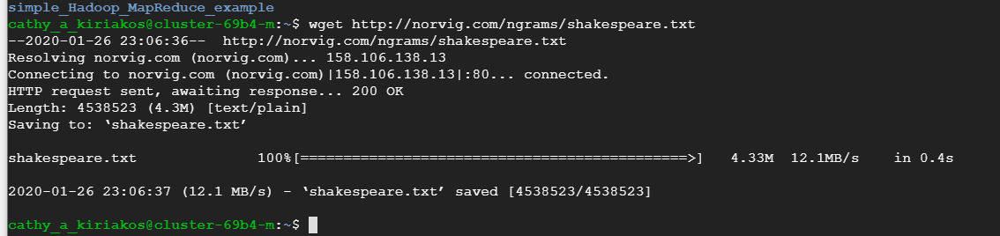 simple_Hadoop_MapReduce_example
cathy_a_kiriakos@cluster-69b4-m:~$ wget http://norvig.com/ngrams/shakespeare.txt
--2020-01-26 23:06:36--  http://norvig.com/ngrams/shakespeare.txt
Resolving norvig.com (norvig.com)... 158.106.138.13
Connecting to norvig.com (norvig.com)|158.106.138.13|:80... connected.
HTTP request sent, awaiting response... 200 OK
Length: 4538523 (4.3M) [text/plain]
Saving to: ‘shakespeare.txt’
shakespeare.txt              100%[=============================================>]   4.33M  12.1MB/s    in 0.4s
2020-01-26 23:06:37 (12.1 MB/s) - ‘shakespeare.txt’ saved [4538523/4538523]
cathy_a_kiriakos@cluster-69b4-m:~$